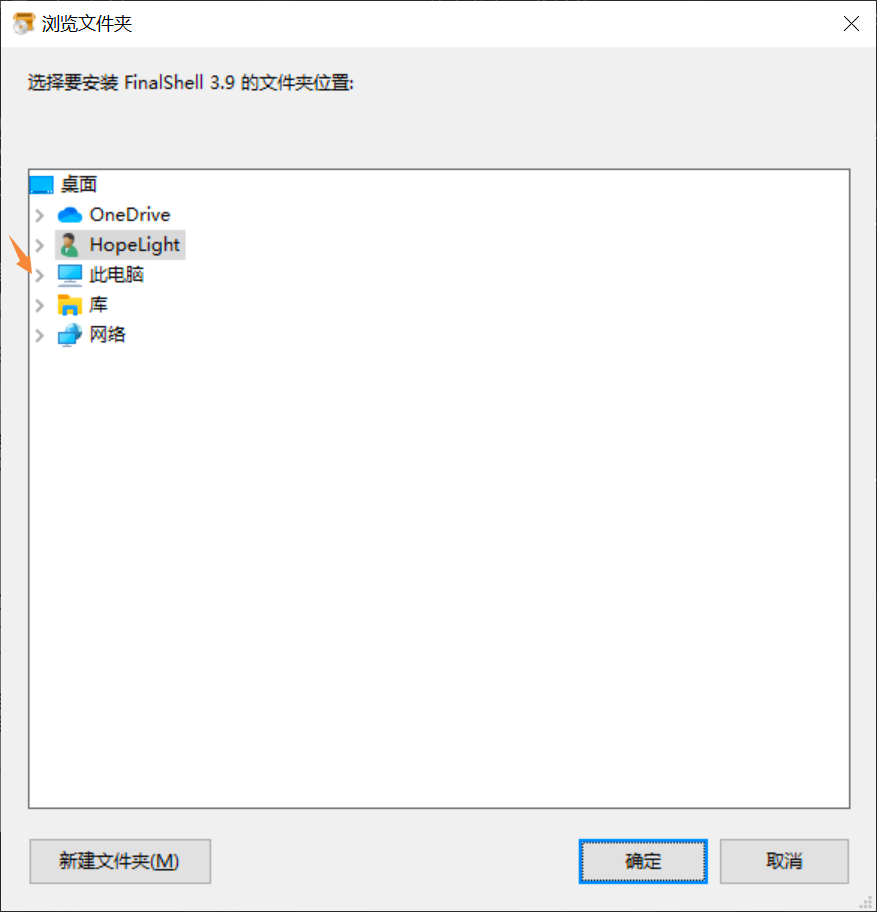 浏览文件夹
选择要安装 FinalShell 3.9 的文件夹位置:
桌面
OneDrive
HopeLight
此电脑
库
网络
新建文件夹(M)
确定
取消